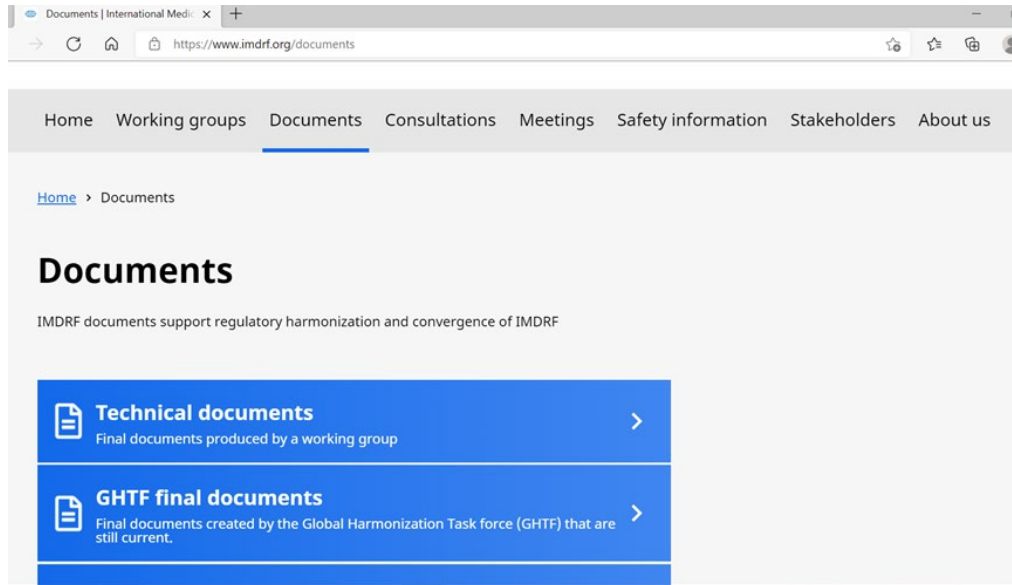 Documents | International Medic
https://www.imdrf.org/documents
Home Working groups Documents Consultations Meetings Safety information Stakeholders About us
Home > Documents
Documents
IMDRF documents support regulatory harmonization and convergence of IMDRF
Technical documents
Final documents produced by a working group
GHTF final documents
Final documents created by the Global Harmonization Task force (GHTF) that are
still current.